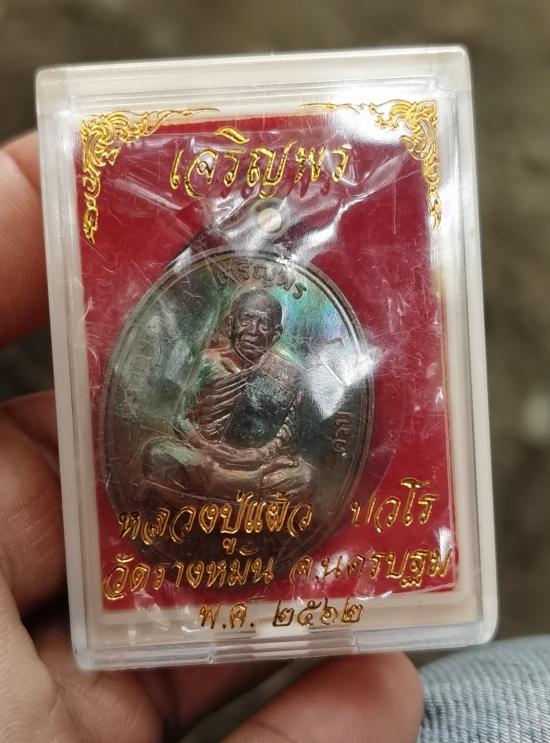 เจริญพร
เจริญพร
หลวงปู่แผ้ว ปวโร
วัดรางหมัน จ.นครปฐม
พ.ศ. ๒๕๖๒